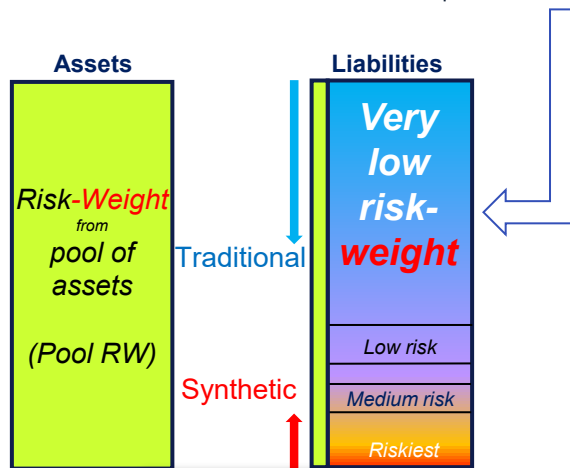 Assets
Liabilities
Risk-Weight
from
pool of
assets
(Pool RW)
Traditional
Synthetic
Very
low
risk-
weight
Low risk
Medium risk
Riskiest